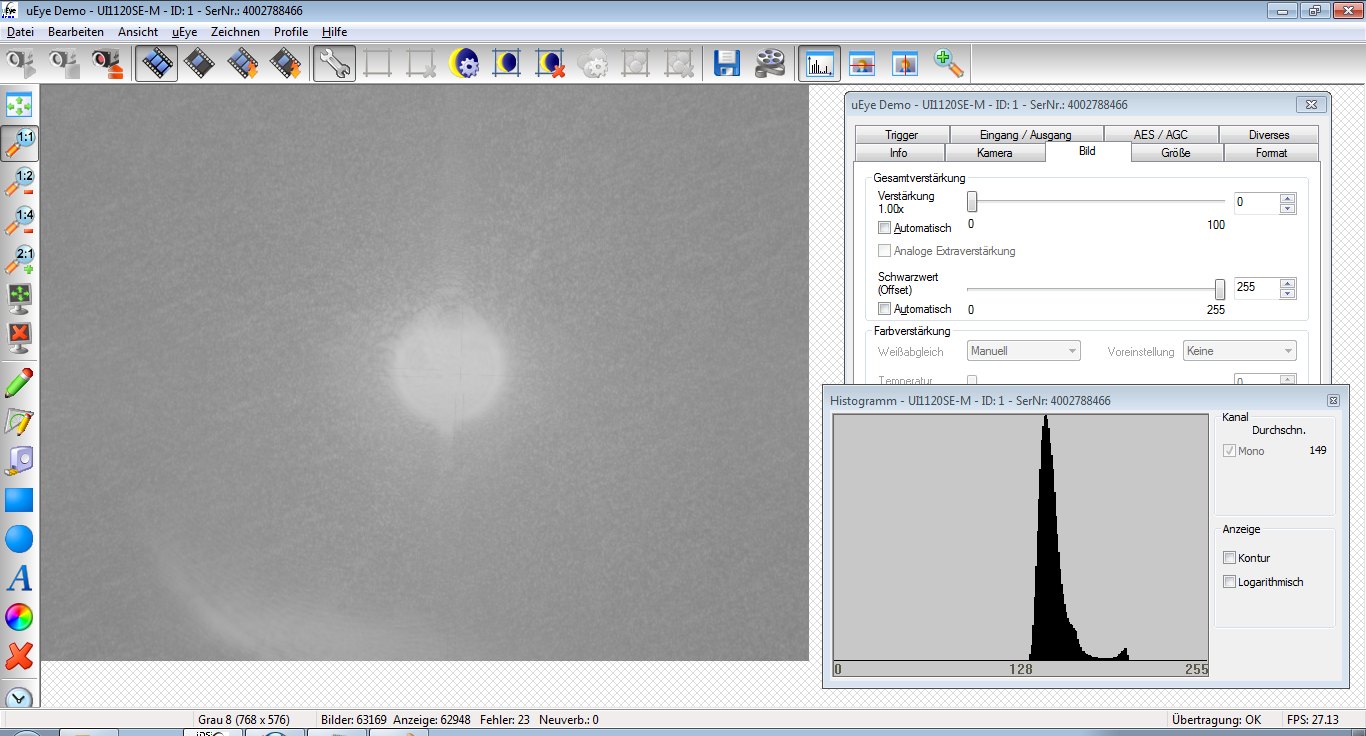 uEye Demo - UI1120SE-M - ID: 1 - SerNr.: 4002788466
Datei Bearbeiten Ansicht uEye Zeichnen Profile Hilfe
1:1
1:2
1:4
2:1
A
uEye Demo - UI1120SE-M - ID: 1 - SerNr.: 4002788466
Trigger Eingang / Ausgang AES / AGC Diverses
Info Kamera Bild Größe Format
Gesamtverstärkung
Verstärkung
1.00x
0
Automatisch
0 100
Analoge Extraverstärkung
Schwarzwert
(Offset)
255
Automatisch
0 255
Farbverstärkung
Weißabgleich Manuell Voreinstellung Keine
Temperatur 0
Histogramm - UI1120SE-M - ID: 1 - SerNr: 4002788466
Kanal
Durchschn.
Mono 149
Anzeige
Kontur
Logarithmisch
0 128 255
Grau 8 (768 x 576) Bilder: 63169 Anzeige: 62948 Fehler: 23 Neuverb.: 0 Übertragung: OK FPS: 27.13